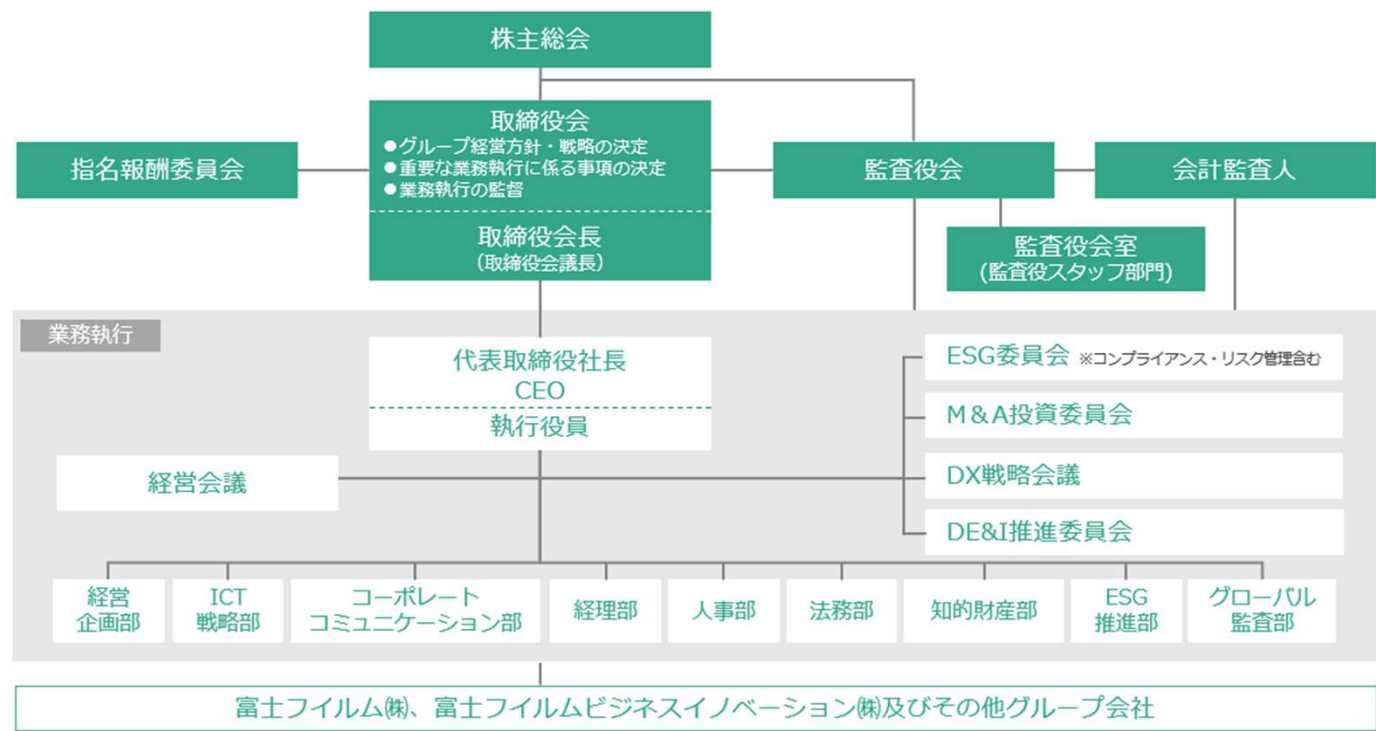 株主総会
取締役会
●グループ経営方針・戦略の決定
●重要な業務執行に係る事項の決定
●業務執行の監督
取締役会長
（取締役会議長）
指名報酬委員会
監査役会
会計監査人
監査役会室
(監査役スタッフ部門)
業務執行
代表取締役社長
CEO
執行役員
経営会議
ESG委員会 ※コンプライアンス・リスク管理含む
M＆A投資委員会
DX戦略会議
DE&I推進委員会
経営
企画部
ICT
戦略部
コーポレート
コミュニケーション部
経理部
人事部
法務部
知的財産部
ESG
推進部
グローバル
監査部
富士フイルム㈱、富士フイルムビジネスイノベーション㈱及びその他グループ会社